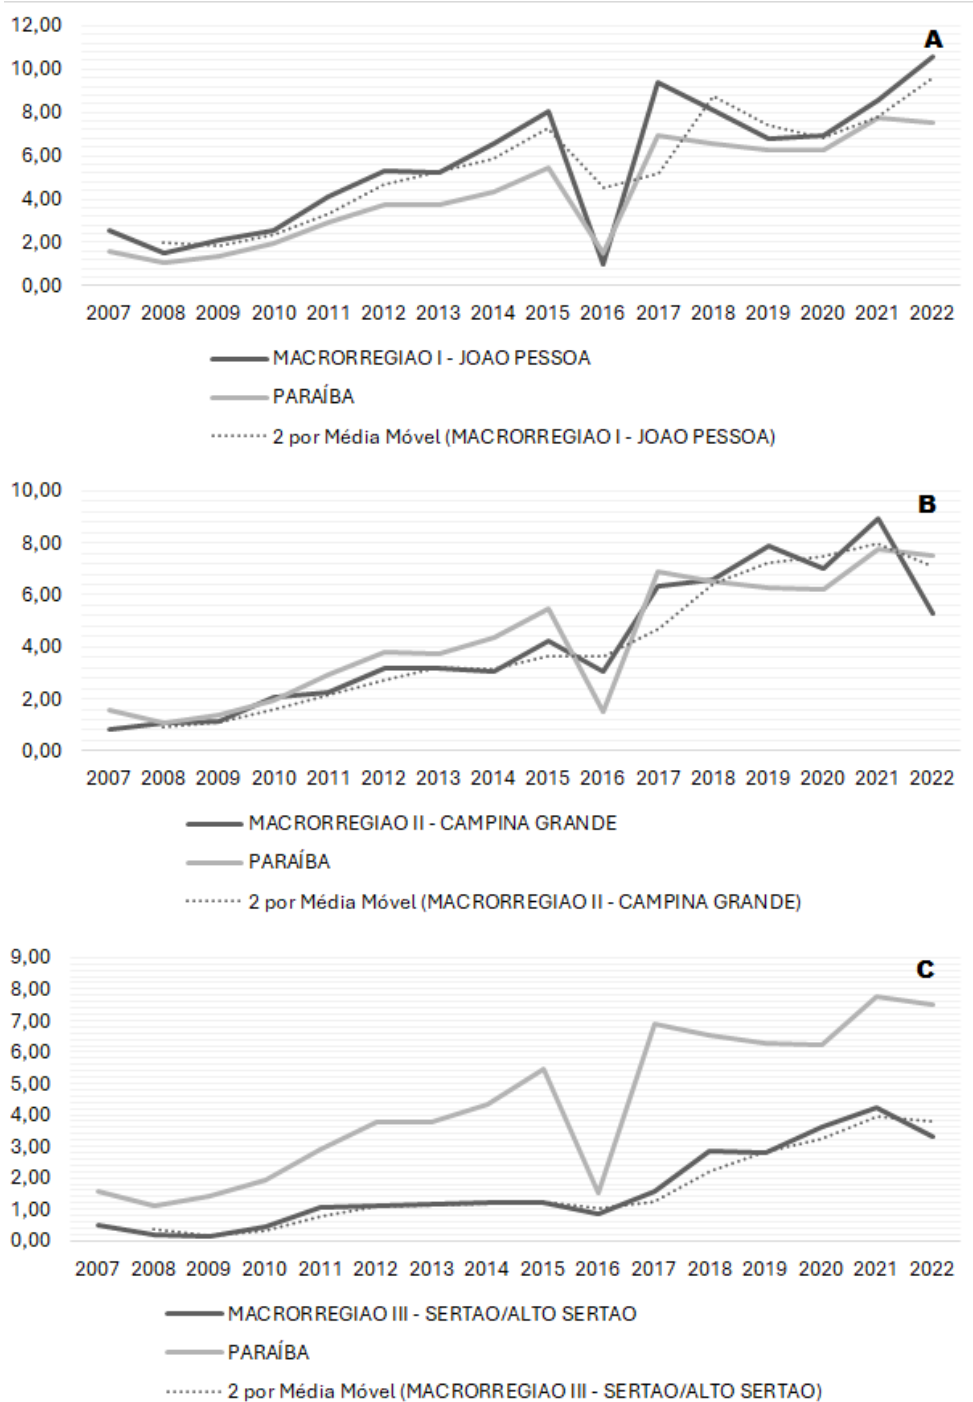 A
12,00
10,00
8,00
6,00
4,00
2,00
0,00
2007 2008 2009 2010 2011 2012 2013 2014 2015 2016 2017 2018 2019 2020 2021 2022
MACRORREGIAO I - JOAO PESSOA
PARAÍBA
2 por Média Móvel (MACRORREGIAO I - JOAO PESSOA)
B
10,00
8,00
6,00
4,00
2,00
0,00
2007 2008 2009 2010 2011 2012 2013 2014 2015 2016 2017 2018 2019 2020 2021 2022
MACRORREGIAO II - CAMPINA GRANDE
PARAÍBA
2 por Média Móvel (MACRORREGIAO II - CAMPINA GRANDE)
C
9,00
8,00
7,00
6,00
5,00
4,00
3,00
2,00
1,00
0,00
2007 2008 2009 2010 2011 2012 2013 2014 2015 2016 2017 2018 2019 2020 2021 2022
MACRORREGIAO III - SERTAO/ALTO SERTAO
PARAÍBA
2 por Média Móvel (MACRORREGIAO III - SERTAO/ALTO SERTAO)